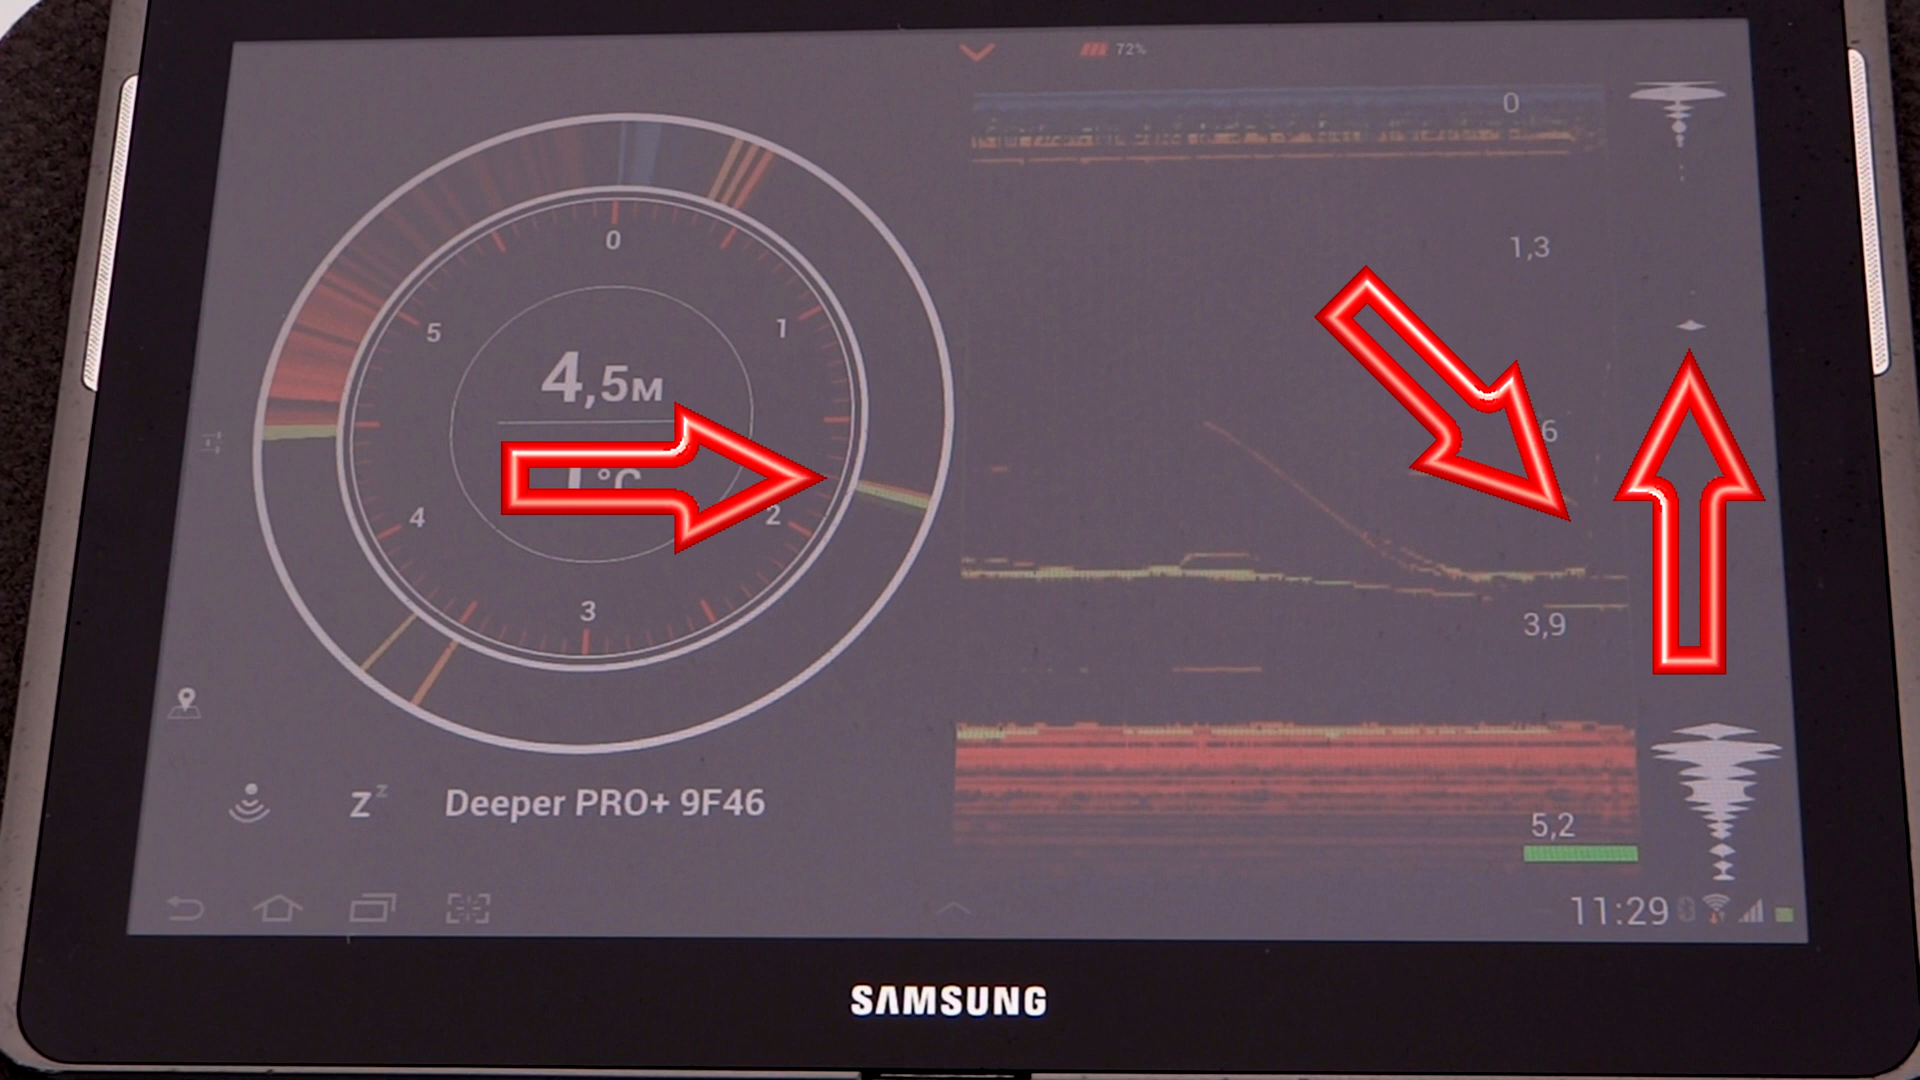 72%
0
1
2
3
4
5
4,5м
°C
0
1,3
6
3,9
5,2
Z z
Deeper PRO+ 9F46
11:29
SAMSUNG